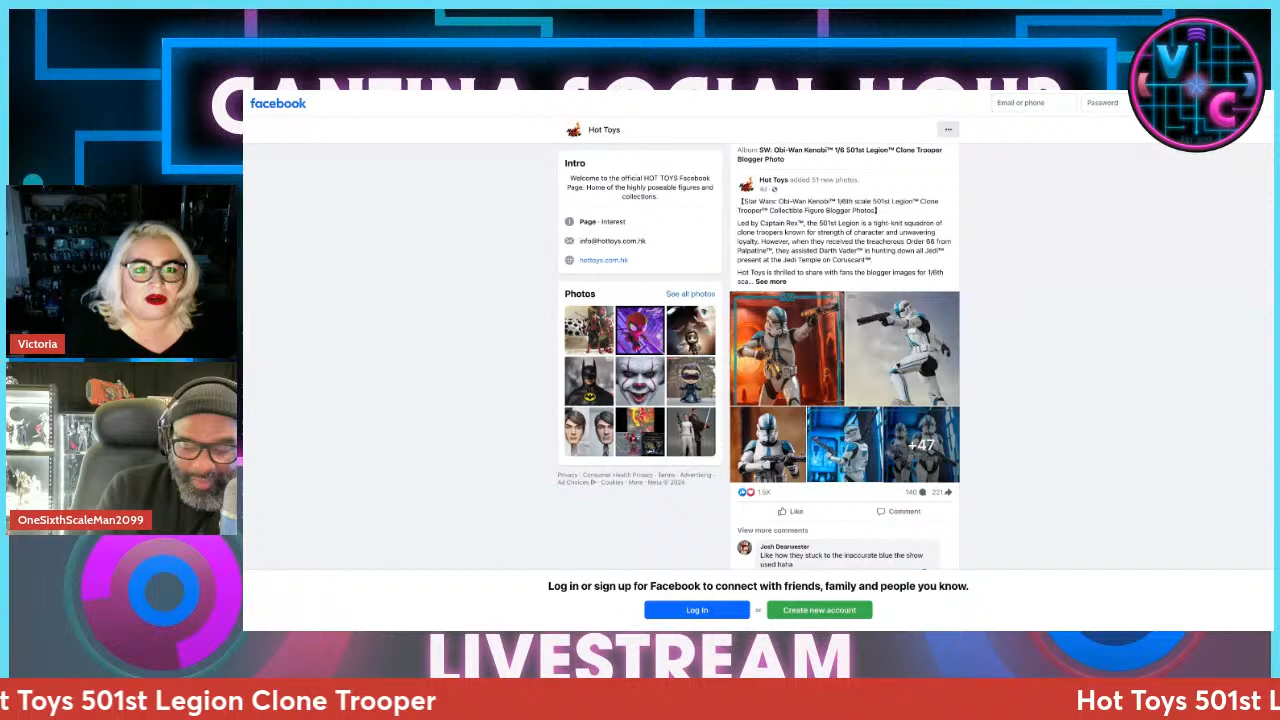 CANTINA SOCIAL HOUR
V
C
facebook
Email or phone
Password
Hot Toys
Intro
Welcome to the official HOT TOYS Facebook
Page. Home of the highly poseable figures and
collections.
Page · Interest
info@hottoys.com.hk
hottoys.com.hk
Photos
See all photos
Privacy · Consumer Health Privacy · Terms · Advertising ·
Ad Choices · Cookies · More · Meta © 2024
Album SW: Obi-Wan Kenobi™ 1/6 501st Legion™ Clone Trooper
Blogger Photo
Hot Toys added 51 new photos.
4d ·
【Star Wars: Obi-Wan Kenobi™ 1/6th scale 501st Legion™ Clone
Trooper™ Collectible Figure Blogger Photos】
Led by Captain Rex™, the 501st Legion is a tight-knit squadron of
clone troopers known for strength of character and unwavering
loyalty. However, when they received the treacherous Order 66 from
Palpatine™, they assisted Darth Vader™ in hunting down all Jedi™
present at the Jedi Temple on Coruscant™.
Hot Toys is thrilled to share with fans the blogger images for 1/6th
sca... See more
+47
1.5K
140
221
Like
Comment
View more comments
Josh Dearwester
Like how they stuck to the inaccurate blue the show
used haha
Log in or sign up for Facebook to connect with friends, family and people you know.
Log In
or
Create new account
Victoria
OneSixthScaleMan2099
LIVESTREAM
t Toys 501st Legion Clone Trooper
Hot Toys 501st L